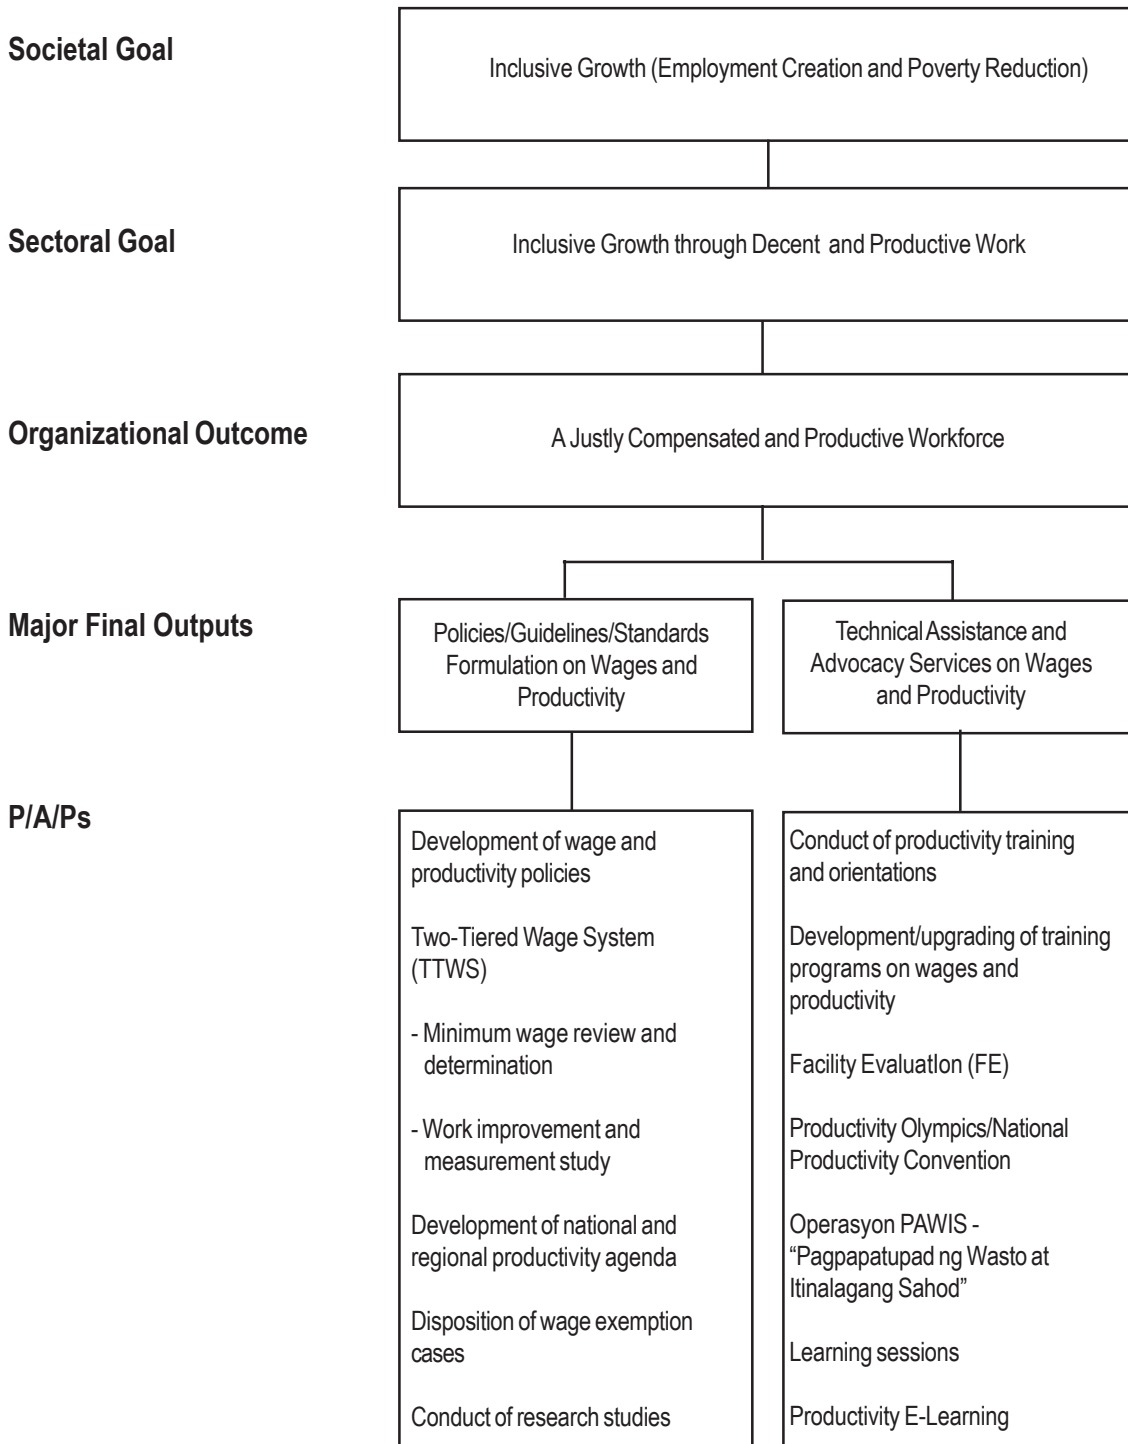 Societal Goal
Inclusive Growth (Employment Creation and Poverty Reduction)
Sectoral Goal
Inclusive Growth through Decent and Productive Work
Organizational Outcome
A Justly Compensated and Productive Workforce
Major Final Outputs
Policies/Guidelines/Standards
Formulation on Wages and
Productivity
Technical Assistance and
Advocacy Services on Wages
and Productivity
P/A/Ps
Development of wage and
productivity policies
Two-Tiered Wage System
(TTWS)
- Minimum wage review and
determination
- Work improvement and
measurement study
Development of national and
regional productivity agenda
Disposition of wage exemption
cases
Conduct of research studies
Conduct of productivity training
and orientations
Development/upgrading of training
programs on wages and
productivity
Facility EvaluatIon (FE)
Productivity Olympics/National
Productivity Convention
Operasyon PAWIS -
“Pagpapatupad ng Wasto at
Itinalagang Sahod”
Learning sessions
Productivity E-Learning